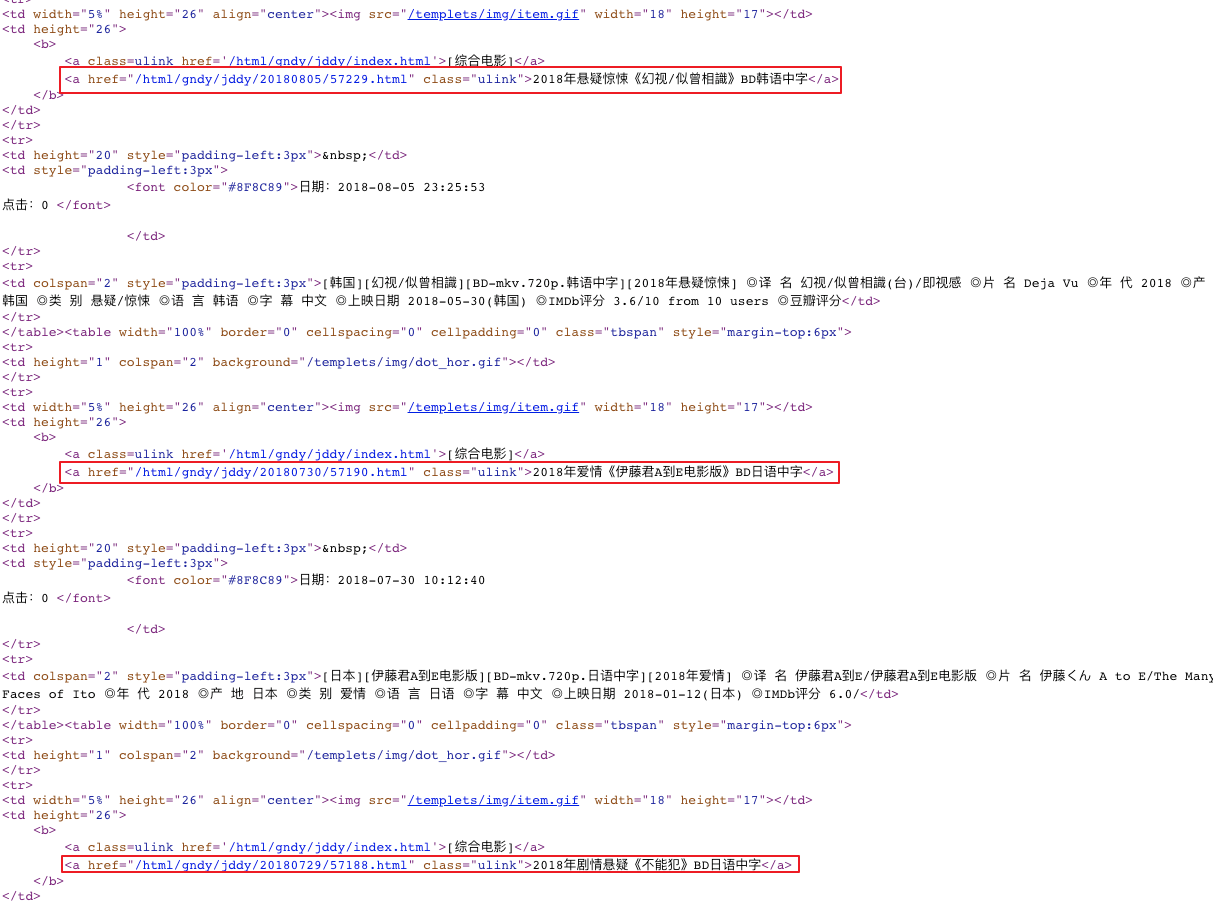 <tr>
<td width="5%" height="26" align="center"><img src="/templets/img/item.gif" width="18" height="17"></td>
<td height="26">
<b>
<a class=ulink href='/html/gndy/jddy/index.html'>[综合电影]</a>
<a href="/html/gndy/jddy/20180805/57229.html" class="ulink">2018年悬疑惊悚《幻视/似曾相識》BD韩语中字</a>
</b>
</td>
</tr>
<tr>
<td height="20" style="padding-left:3px">&nbsp;</td>
<td style="padding-left:3px">
<font color="#8F8C89">日期：2018-08-05 23:25:53
点击：0 </font>
</td>
</tr>
<tr>
<td colspan="2" style="padding-left:3px">[韩国][幻视/似曾相識][BD-mkv.720p.韩语中字][2018年悬疑惊悚] ◎译 名 幻视/似曾相識(台)/即视感 ◎片 名 Deja Vu ◎年 代 2018 ◎产
韩国 ◎类 别 悬疑/惊悚 ◎语 言 韩语 ◎字 幕 中文 ◎上映日期 2018-05-30(韩国) ◎IMDb评分 3.6/10 from 10 users ◎豆瓣评分</td>
</tr>
</table><table width="100%" border="0" cellspacing="0" cellpadding="0" class="tbspan" style="margin-top:6px">
<tr>
<td height="1" colspan="2" background="/templets/img/dot_hor.gif"></td>
</tr>
<tr>
<td width="5%" height="26" align="center"><img src="/templets/img/item.gif" width="18" height="17"></td>
<td height="26">
<b>
<a class=ulink href='/html/gndy/jddy/index.html'>[综合电影]</a>
<a href="/html/gndy/jddy/20180730/57190.html" class="ulink">2018年爱情《伊藤君A到E电影版》BD日语中字</a>
</b>
</td>
</tr>
<tr>
<td height="20" style="padding-left:3px">&nbsp;</td>
<td style="padding-left:3px">
<font color="#8F8C89">日期：2018-07-30 10:12:40
点击：0 </font>
</td>
</tr>
<tr>
<td colspan="2" style="padding-left:3px">[日本][伊藤君A到E电影版][BD-mkv.720p.日语中字][2018年爱情] ◎译 名 伊藤君A到E/伊藤君A到E电影版 ◎片 名 伊藤くん A to E/The Many
Faces of Ito ◎年 代 2018 ◎产 地 日本 ◎类 别 爱情 ◎语 言 日语 ◎字 幕 中文 ◎上映日期 2018-01-12(日本) ◎IMDb评分 6.0/</td>
</tr>
</table><table width="100%" border="0" cellspacing="0" cellpadding="0" class="tbspan" style="margin-top:6px">
<tr>
<td height="1" colspan="2" background="/templets/img/dot_hor.gif"></td>
</tr>
<tr>
<td width="5%" height="26" align="center"><img src="/templets/img/item.gif" width="18" height="17"></td>
<td height="26">
<b>
<a class=ulink href='/html/gndy/jddy/index.html'>[综合电影]</a>
<a href="/html/gndy/jddy/20180729/57188.html" class="ulink">2018年剧情悬疑《不能犯》BD日语中字</a>
</b>
</td>